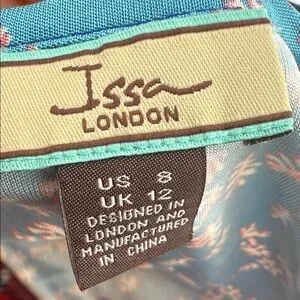 Issa
LONDON
US 8
UK 12
DESIGNED IN
LONDON AND
MANUFACTURED
IN CHINA